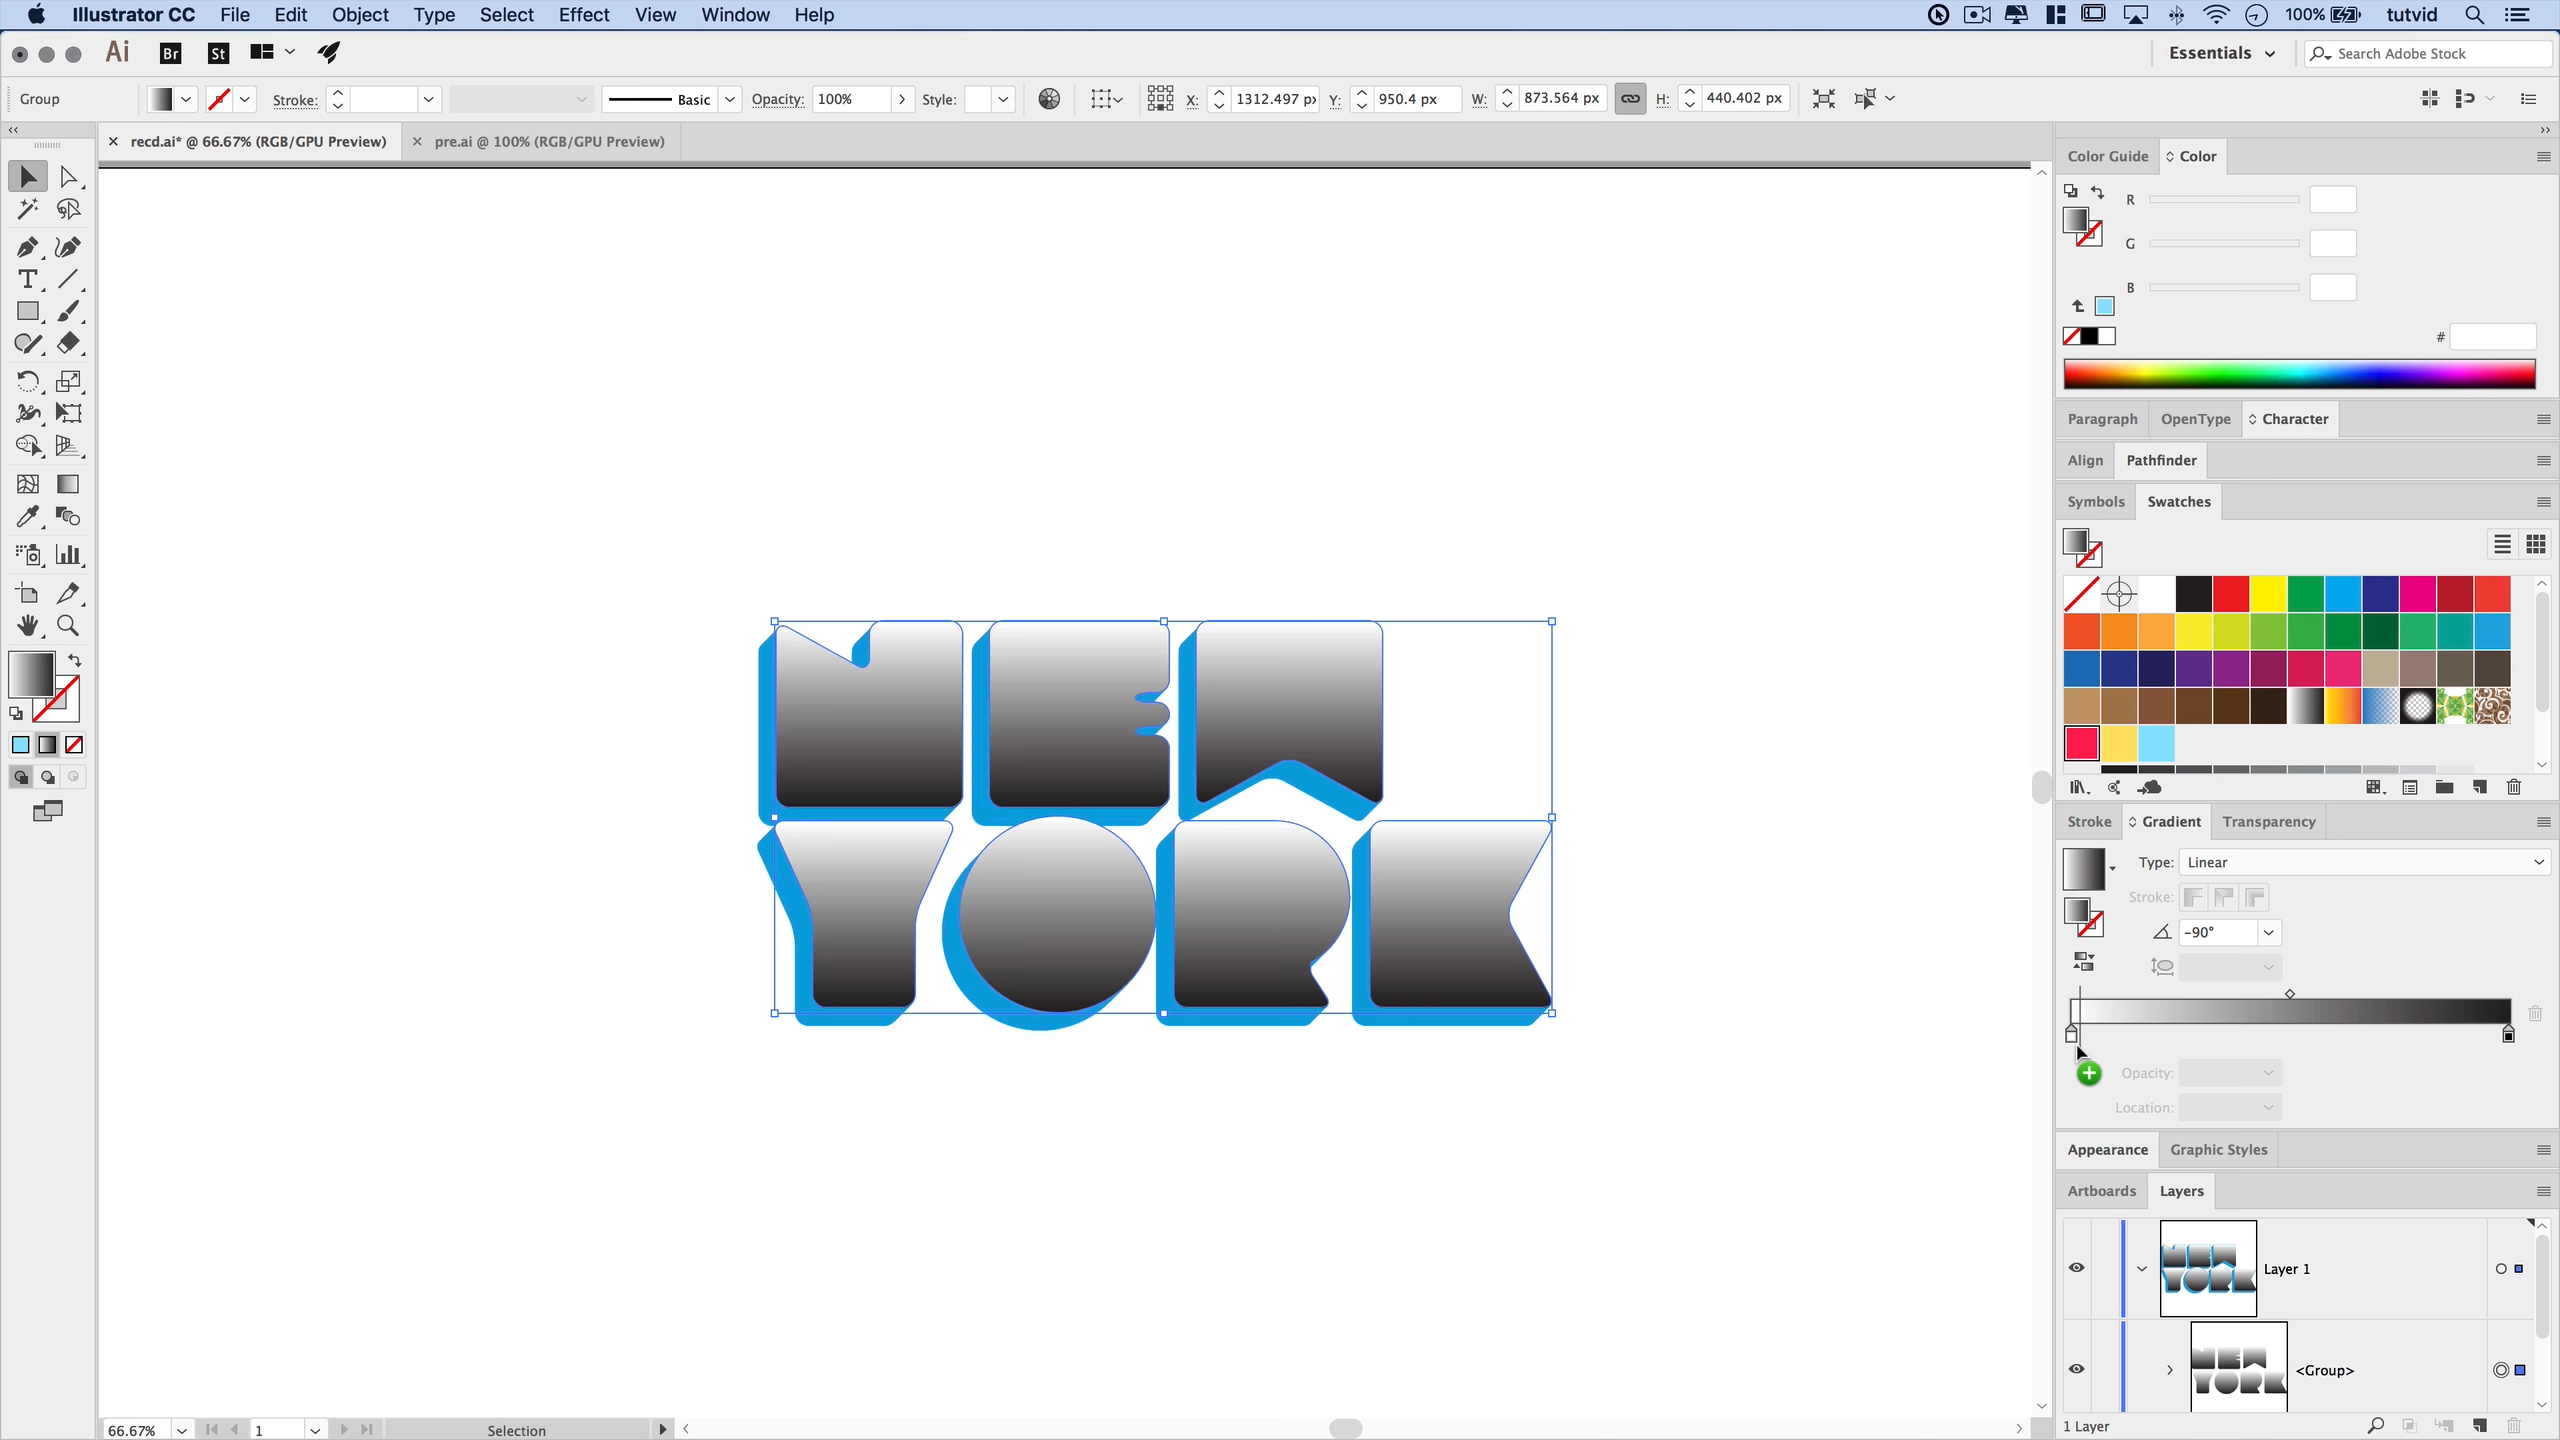 Illustrator CC File Edit Object Type Select Effect View Window Help 100% tutvid
Ai Br St Essentials Search Adobe Stock
Group Stroke: Basic Opacity: 100% Style: X: 1312.497 px Y: 950.4 px W: 873.564 px H: 440.402 px
recd.ai* @ 66.67% (RGB/GPU Preview) pre.ai @ 100% (RGB/GPU Preview)
Color Guide Color
R
G
B
#
Paragraph OpenType Character
Align Pathfinder
Symbols Swatches
NEW
YORK
Stroke Gradient Transparency
Type: Linear
Stroke:
-90°
Opacity:
Location:
Appearance Graphic Styles
Artboards Layers
Layer 1
<Group>
1 Layer
66.67% 1 Selection